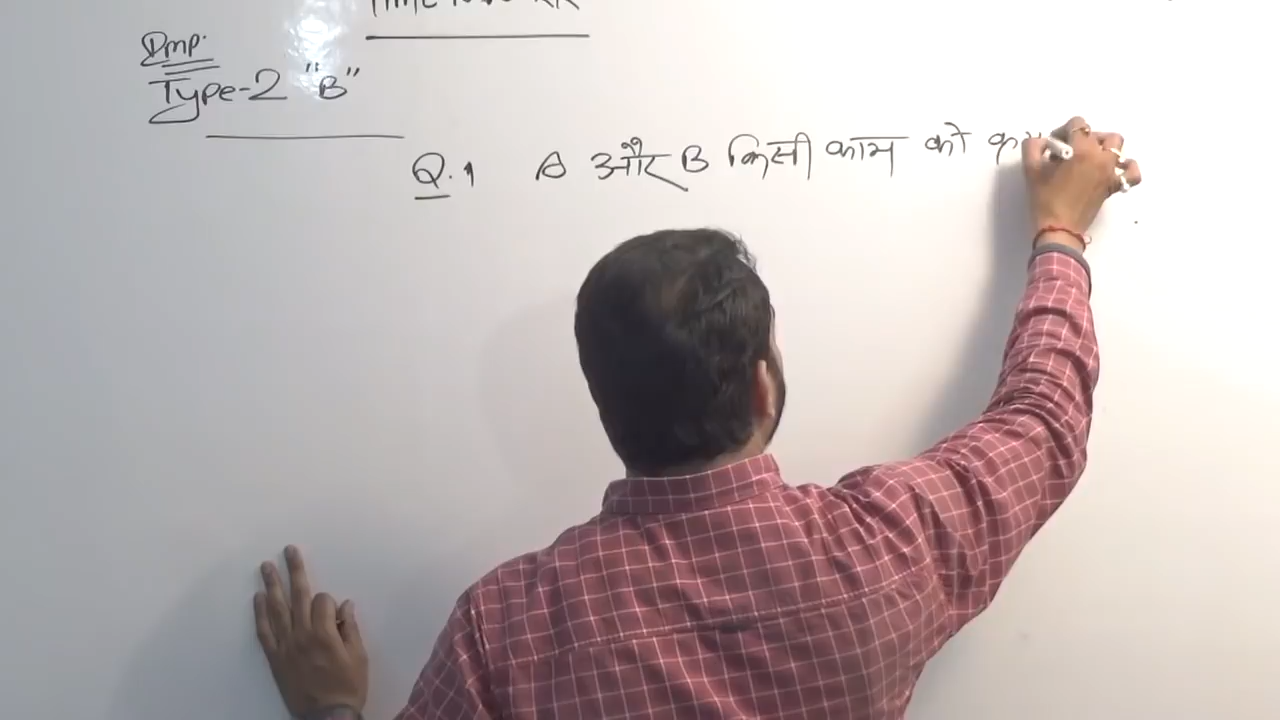 Imp.
Type-2 "B"
Q.1 A और B किसी काम को